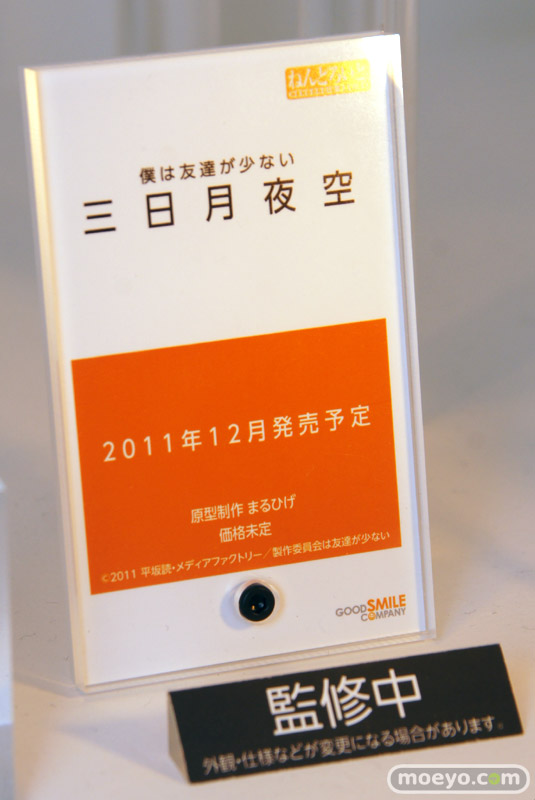 ねんどろいど
僕は友達が少ない
三日月夜空
2011年12月発売予定
原型制作 まるひげ
価格未定
©2011 平坂読・メディアファクトリー／製作委員会は友達が少ない
GOOD SMILE
COMPANY
監修中
外観・仕様などが変更になる場合があります。
moeyo.com